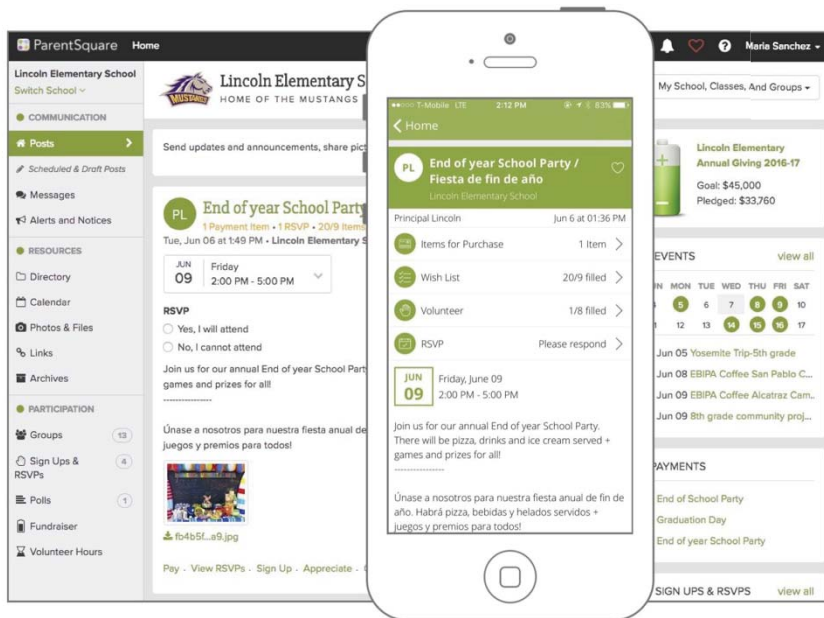 ParentSquare Home
Maria Sanchez
Lincoln Elementary School
Switch School
COMMUNICATION
Posts
Scheduled & Draft Posts
Messages
Alerts and Notices
RESOURCES
Directory
Calendar
Photos & Files
Links
Archives
PARTICIPATION
Groups 13
Sign Ups & 4
RSVPs
Polls 1
Fundraiser
Volunteer Hours
MUSTANGS
Lincoln Elementary S
HOME OF THE MUSTANGS
Send updates and announcements, share pict
PL
End of year School Party
1 Payment Item • 1 RSVP • 20/9 Items
Tue, Jun 06 at 1:49 PM • Lincoln Elementary S
JUN
09
Friday
2:00 PM - 5:00 PM
RSVP
Yes, I will attend
No, I cannot attend
Join us for our annual End of year School Part
games and prizes for all!
----------------
Únase a nosotros para nuestra fiesta anual de
juegos y premios para todos!
fb4b5f...a9.jpg
Pay • View RSVPs • Sign Up • Appreciate •
T-Mobile LTE 2:12 PM 83%
Home
PL
End of year School Party /
Fiesta de fin de año
Lincoln Elementary School
Principal Lincoln Jun 6 at 01:36 PM
Items for Purchase 1 Item
Wish List 20/9 filled
Volunteer 1/8 filled
RSVP Please respond
JUN
09
Friday, June 09
2:00 PM - 5:00 PM
Join us for our annual End of year School Party.
There will be pizza, drinks and ice cream served +
games and prizes for all!
----------------
Únase a nosotros para nuestra fiesta anual de fin de
año. Habrá pizza, bebidas y helados servidos +
juegos y premios para todos!
My School, Classes, And Groups
Lincoln Elementary
Annual Giving 2016-17
Goal: $45,000
Pledged: $33,760
EVENTS view all
UN MON TUE WED THU FRI SAT
5 6 7 8 9 10
12 13 14 15 16 17
Jun 05 Yosemite Trip-5th grade
Jun 08 EBIPA Coffee San Pablo C...
Jun 09 EBIPA Coffee Alcatraz Cam..
Jun 09 8th grade community proj...
PAYMENTS
End of School Party
Graduation Day
End of year School Party
SIGN UPS & RSVPS view all